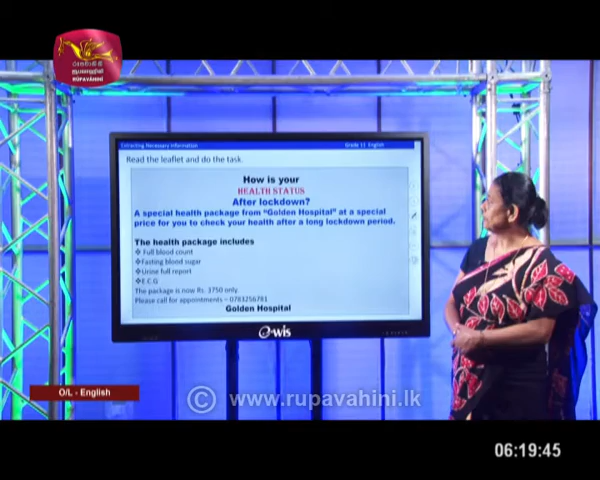 රූපවාහිනී
RUPAVAHINI
Extracting Necessary Information
Grade 11 English
Read the leaflet and do the task.
How is your
HEALTH STATUS
After lockdown?
A special health package from "Golden Hospital" at a special
price for you to check your health after a long lockdown period.
The health package includes
❖ Full blood count
❖Fasting blood sugar
❖Urine full report
❖E.C.G
The package is now Rs. 3750 only.
Please call for appointments – 0783256781
Golden Hospital
e-wis
O/L - English
© www.rupavahini.lk
06:19:45